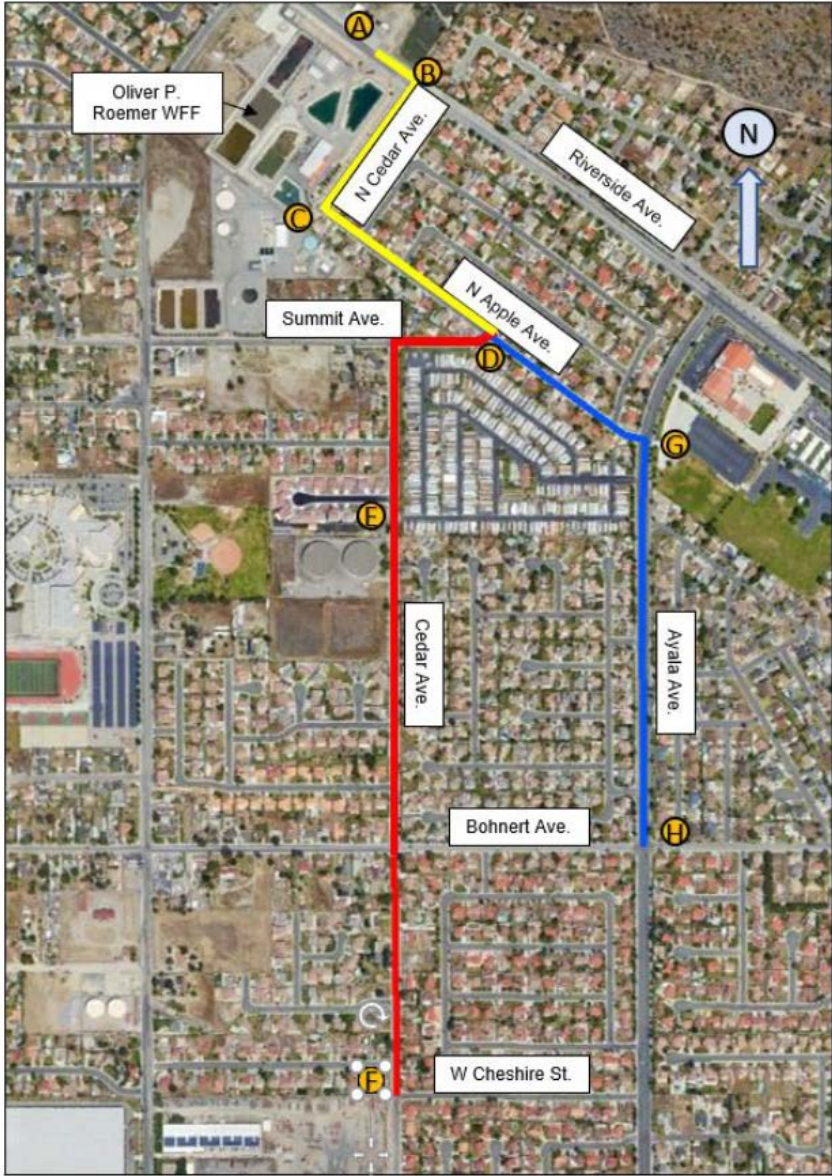 A
B
Oliver P.
Roemer WFF
N
N Cedar Ave.
Riverside Ave.
C
N Apple Ave.
Summit Ave.
D
G
E
Cedar Ave.
Ayala Ave.
Bohnert Ave.
H
W Cheshire St.
F